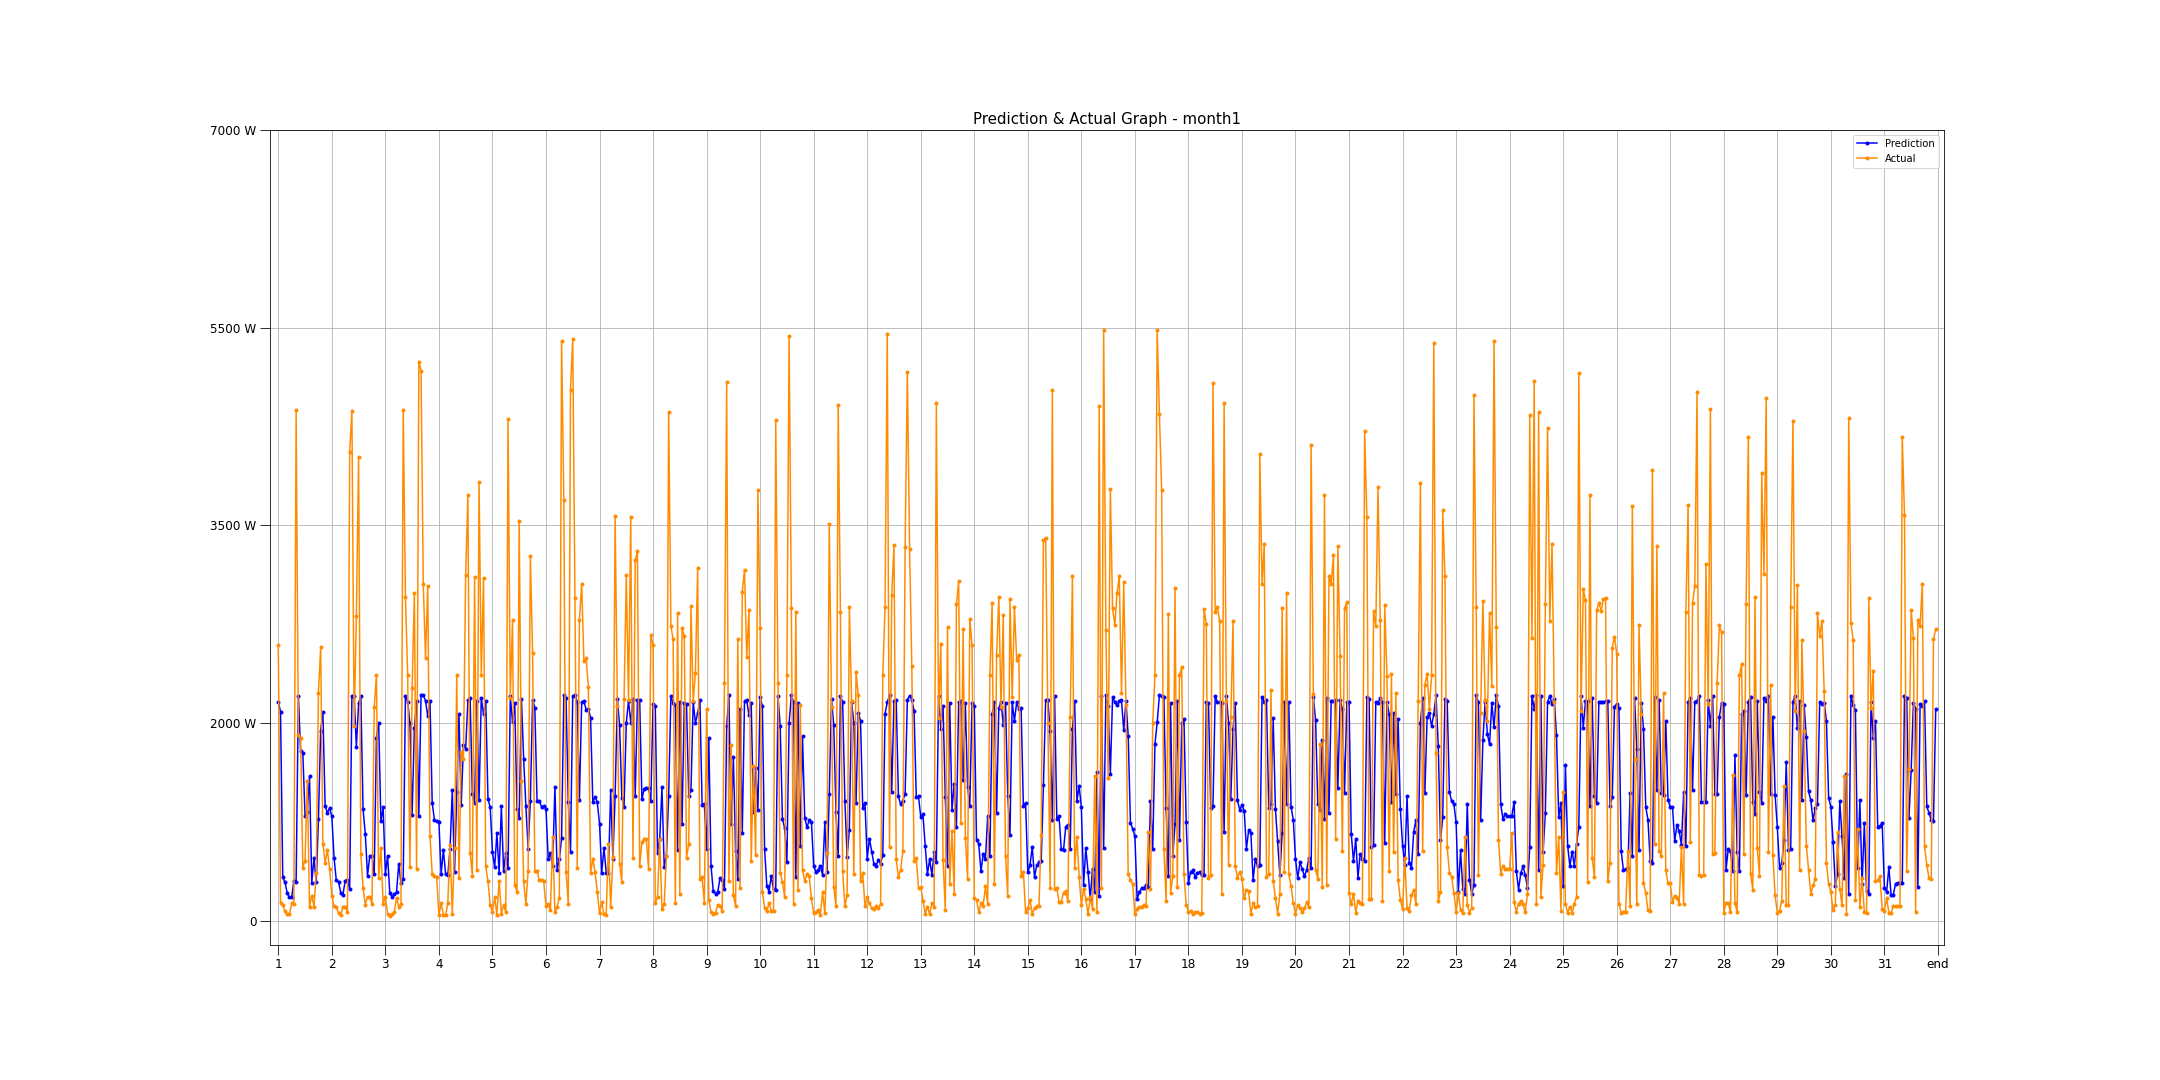 Prediction & Actual Graph - month1
7000 W
Prediction
Actual
5500 W
3500 W
2000 W
0
1 2 3 4 5 6 7 8 9 10 11 12 13 14 15 16 17 18 19 20 21 22 23 24 25 26 27 28 29 30 31 end